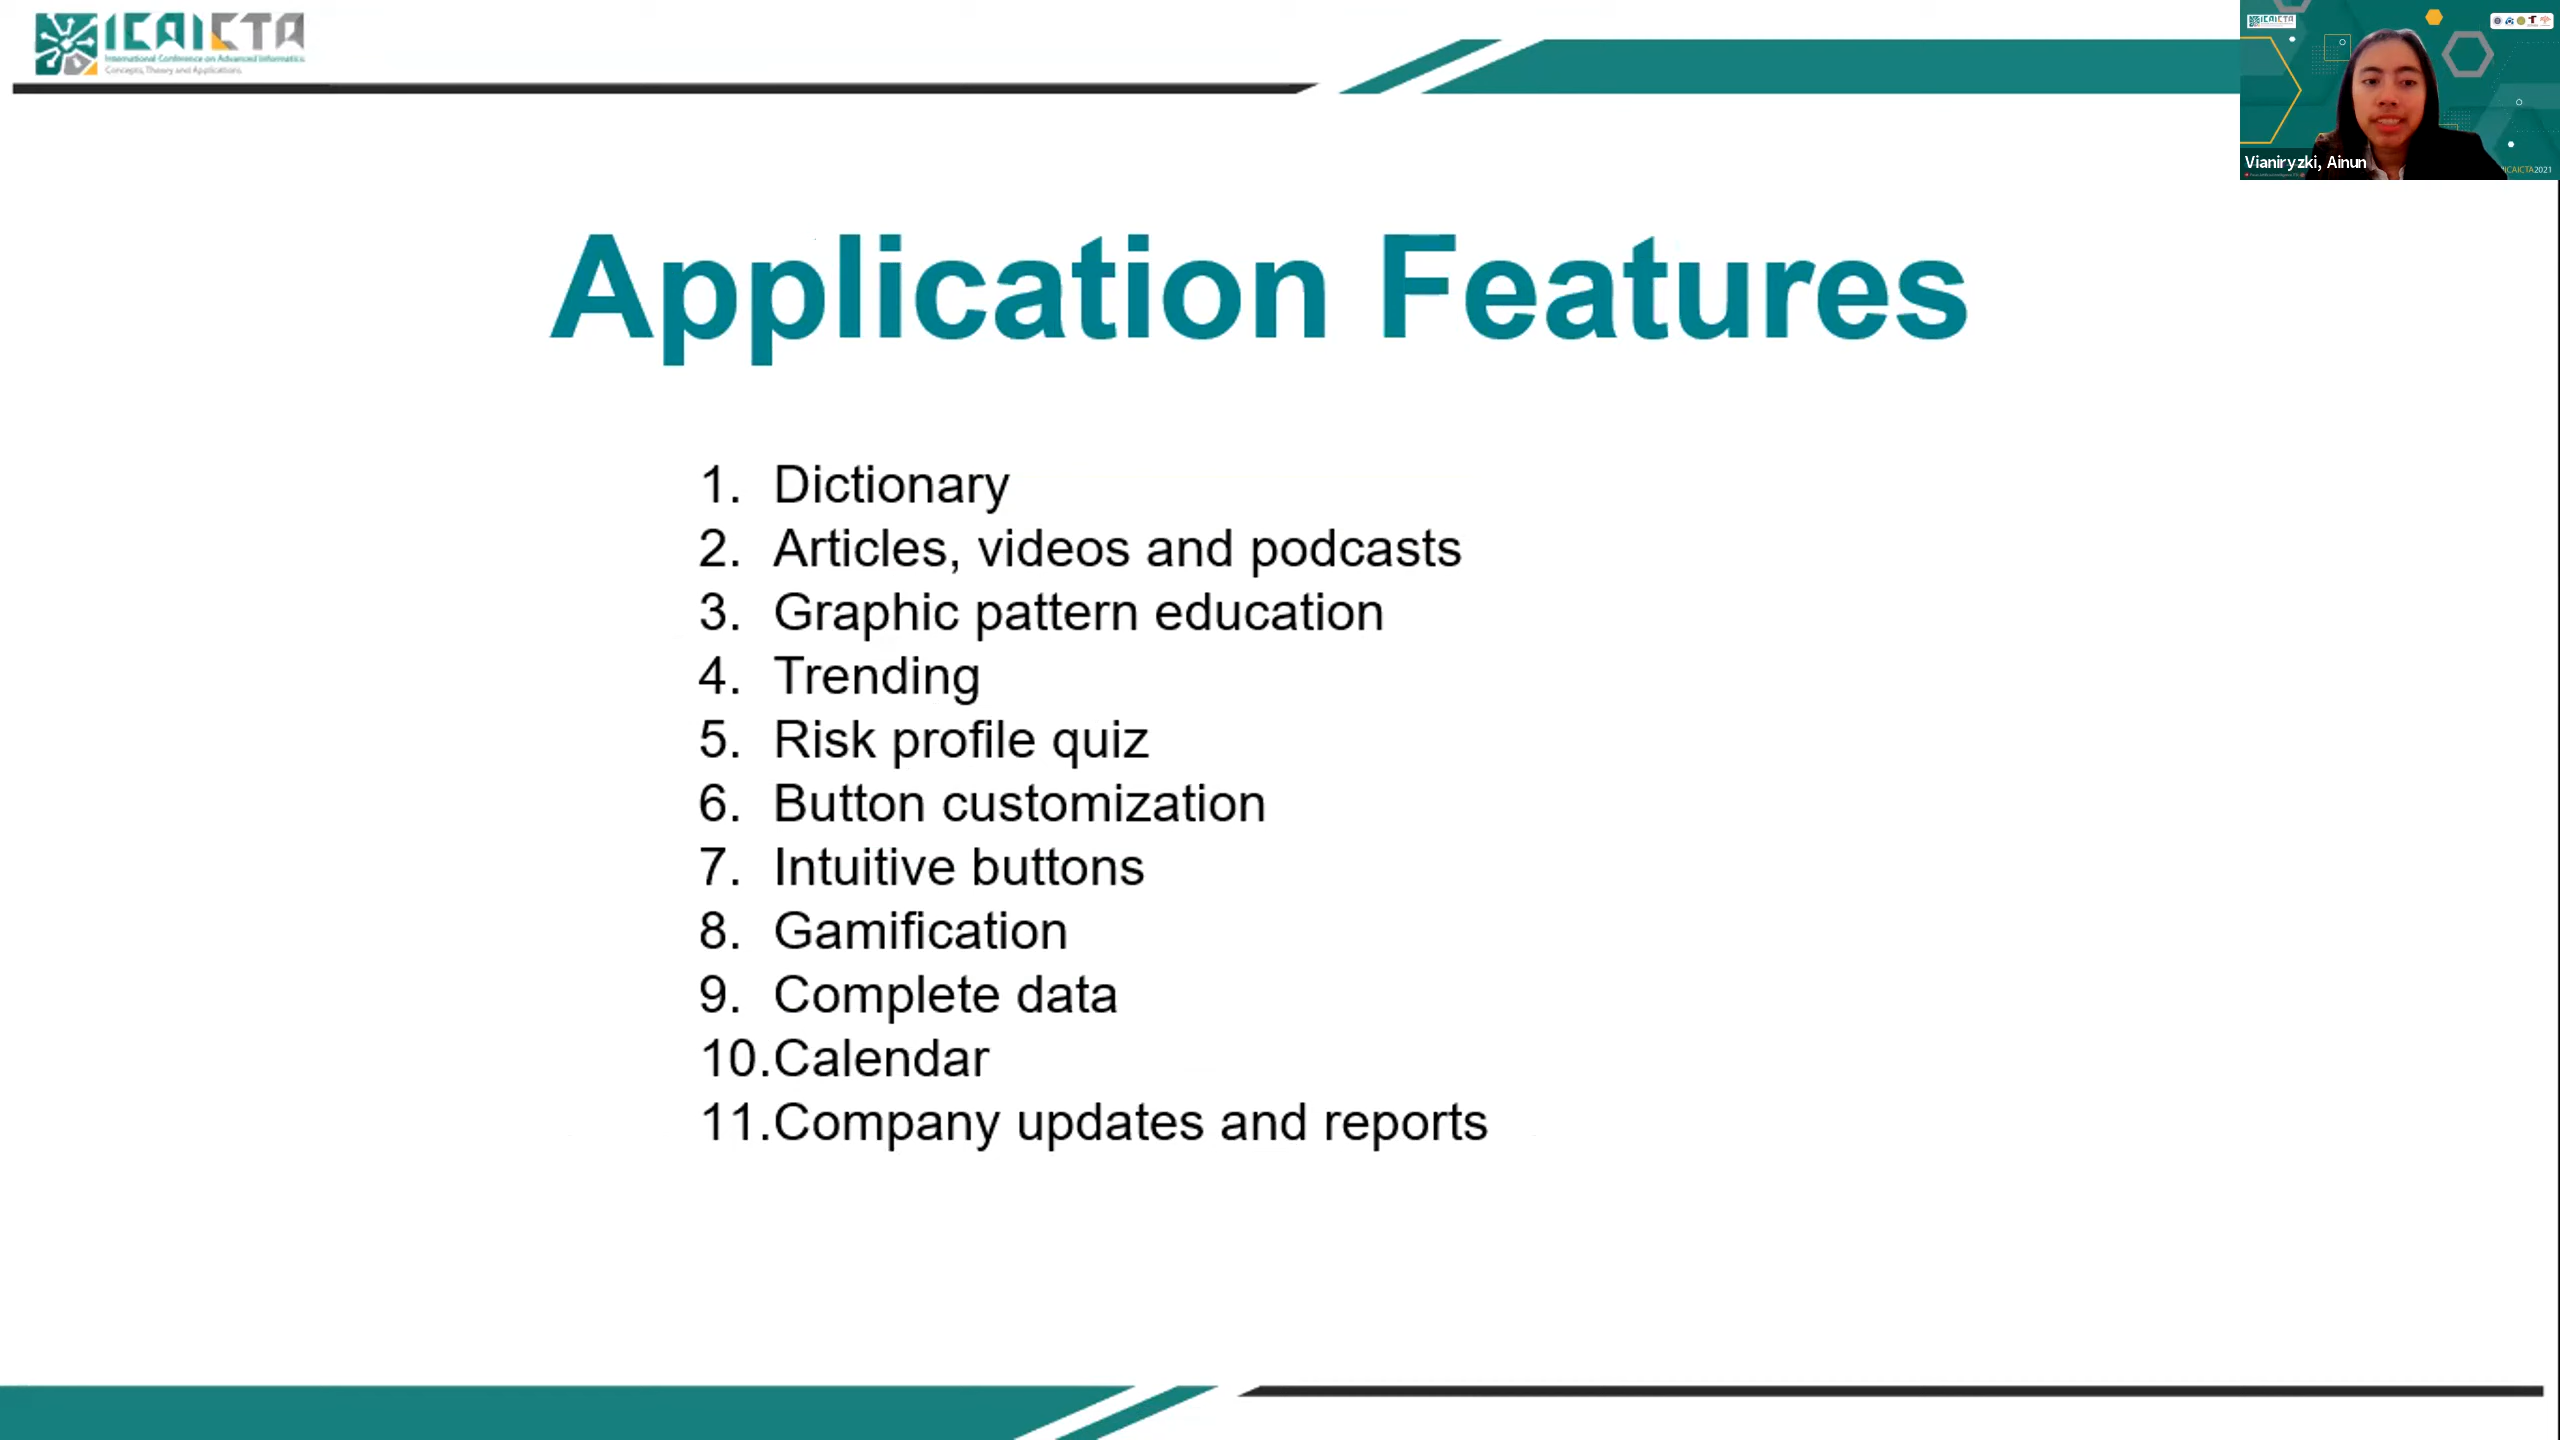 ICAICTA
International Conference on Advanced Informatics
Concepts, Theory and Applications
ICAICTA
Vianiryzki, Ainun
ICAICTA2021
Application Features
1. Dictionary
2. Articles, videos and podcasts
3. Graphic pattern education
4. Trending
5. Risk profile quiz
6. Button customization
7. Intuitive buttons
8. Gamification
9. Complete data
10.Calendar
11.Company updates and reports